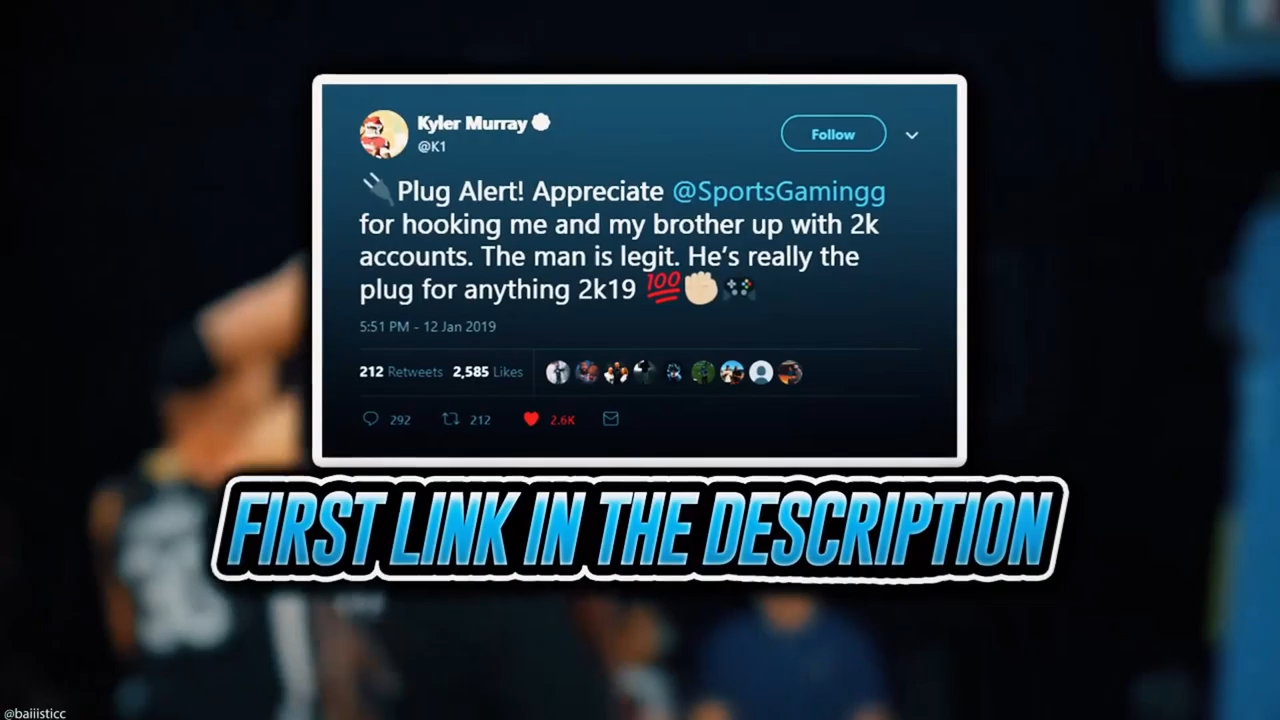 Kyler Murray
@K1
Follow
🔌Plug Alert! Appreciate @SportsGamingg
for hooking me and my brother up with 2k
accounts. The man is legit. He's really the
plug for anything 2k19 💯✊🏼🎮
5:51 PM - 12 Jan 2019
212 Retweets 2,585 Likes
292 212 2.6K
FIRST LINK IN THE DESCRIPTION
@baiiisticc